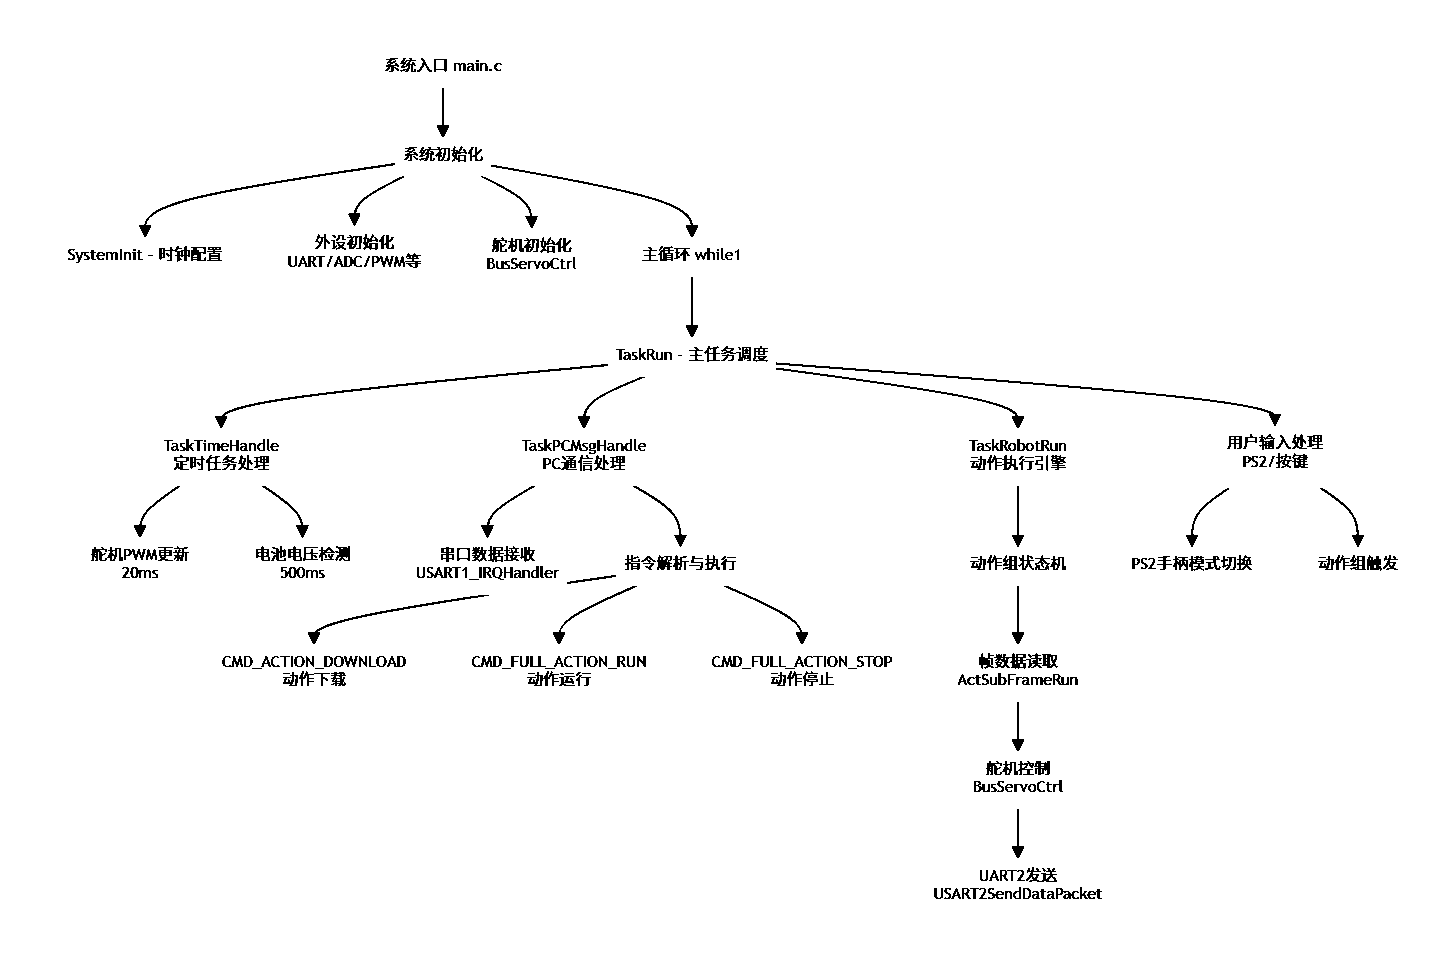 系统入口 main.c
系统初始化
SystemInit - 时钟配置
外设初始化
UART/ADC/PWM等
舵机初始化
BusServoCtrl
主循环 while1
TaskRun - 主任务调度
TaskTimeHandle
定时任务处理
TaskPCMsgHandle
PC通信处理
TaskRobotRun
动作执行引擎
用户输入处理
PS2/按键
舵机PWM更新
20ms
电池电压检测
500ms
串口数据接收
USART1_IRQHandler
指令解析与执行
动作组状态机
PS2手柄模式切换
动作组触发
CMD_ACTION_DOWNLOAD
动作下载
CMD_FULL_ACTION_RUN
动作运行
CMD_FULL_ACTION_STOP
动作停止
帧数据读取
ActSubFrameRun
舵机控制
BusServoCtrl
UART2发送
USART2SendDataPacket